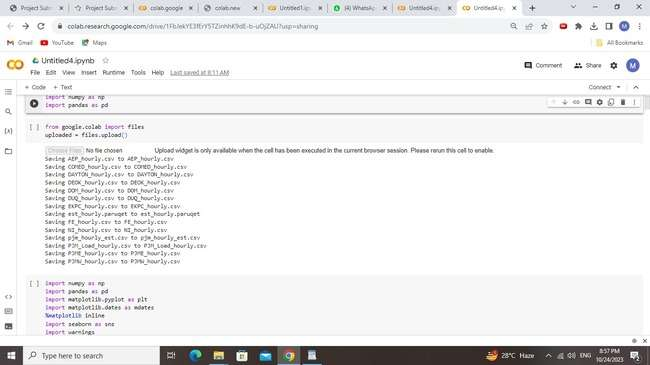 Project Sub
Project Sub
colab.google
colab.new
Untitled1.ip
(4) WhatsA
Untitled4.ip
Untitled4.ip
colab.research.google.com/drive/1FbJekYE3fErY5TZinhhK9dE-b-uOjZAU?usp=sharing
Gmail
YouTube
Maps
All Bookmarks
Untitled4.ipynb
Comment
Share
M
File Edit View Insert Runtime Tools Help Last saved at 8:11 AM
+ Code + Text
Connect
import numpy as np
import pandas as pd
from google.colab import files
uploaded = files.upload()
Choose Files No file chosen Upload widget is only available when the cell has been executed in the current browser session. Please rerun this cell to enable.
Saving AEP_hourly.csv to AEP_hourly.csv
Saving COMED_hourly.csv to COMED_hourly.csv
Saving DAYTON_hourly.csv to DAYTON_hourly.csv
Saving DEOK_hourly.csv to DEOK_hourly.csv
Saving DOM_hourly.csv to DOM_hourly.csv
Saving DUQ_hourly.csv to DUQ_hourly.csv
Saving EKPC_hourly.csv to EKPC_hourly.csv
Saving est_hourly.paruqet to est_hourly.paruqet
Saving FE_hourly.csv to FE_hourly.csv
Saving NI_hourly.csv to NI_hourly.csv
Saving pjm_hourly_est.csv to pjm_hourly_est.csv
Saving PJM_Load_hourly.csv to PJM_Load_hourly.csv
Saving PJME_hourly.csv to PJME_hourly.csv
Saving PJMW_hourly.csv to PJMW_hourly.csv
import numpy as np
import pandas as pd
import matplotlib.pyplot as plt
import matplotlib.dates as mdates
%matplotlib inline
import seaborn as sns
import warnings
Type here to search
28°C Haze
ENG
8:57 PM
10/24/2023